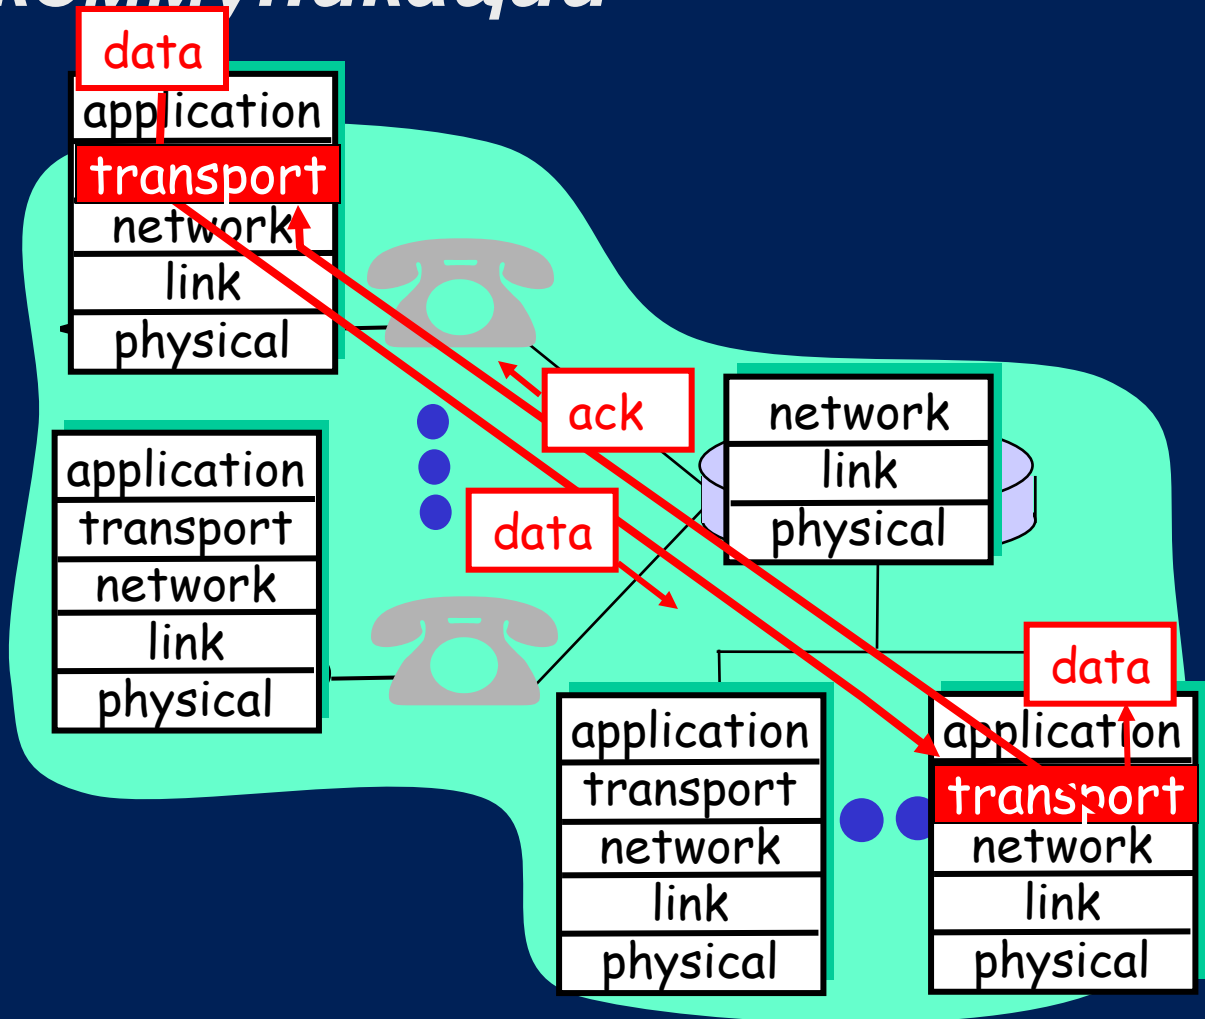 data
application
transport
network
link
physical
ack
network
link
physical
application
transport
network
link
physical
data
data
application
transport
network
link
physical
application
transport
network
link
physical